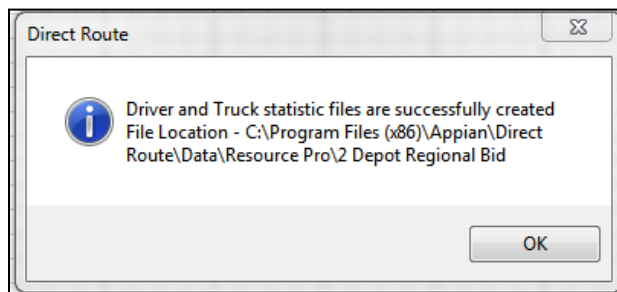 Direct Route
Driver and Truck statistic files are successfully created
File Location - C:\Program Files (x86)\Appian\Direct
Route\Data\Resource Pro\2 Depot Regional Bid
OK